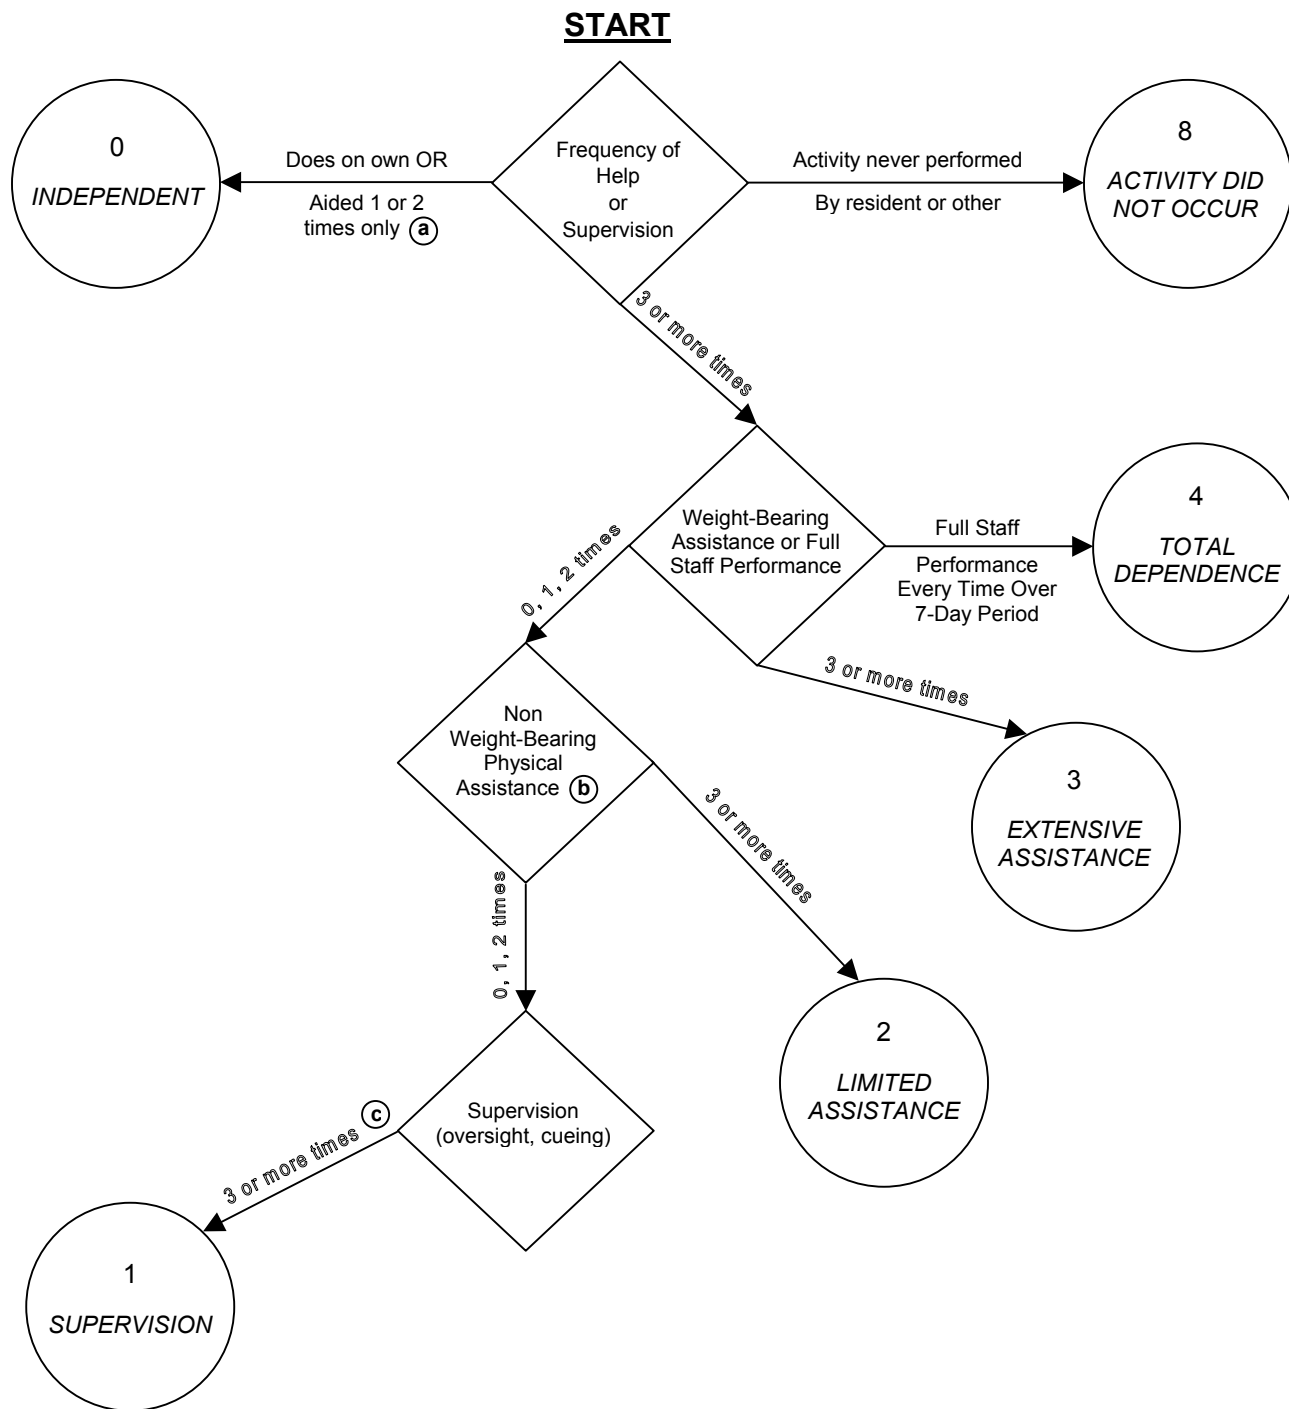 START
0
INDEPENDENT
Does on own OR
Aided 1 or 2
times only a
Frequency of
Help
or
Supervision
Activity never performed
By resident or other
8
ACTIVITY DID
NOT OCCUR
3 or more times
Weight-Bearing
Assistance or Full
Staff Performance
Full Staff
Performance
Every Time Over
7-Day Period
4
TOTAL
DEPENDENCE
0, 1, 2 times
3 or more times
3
EXTENSIVE
ASSISTANCE
Non
Weight-Bearing
Physical
Assistance b
3 or more times
2
LIMITED
ASSISTANCE
0, 1, 2 times
Supervision
(oversight, cueing)
3 or more times c
1
SUPERVISION